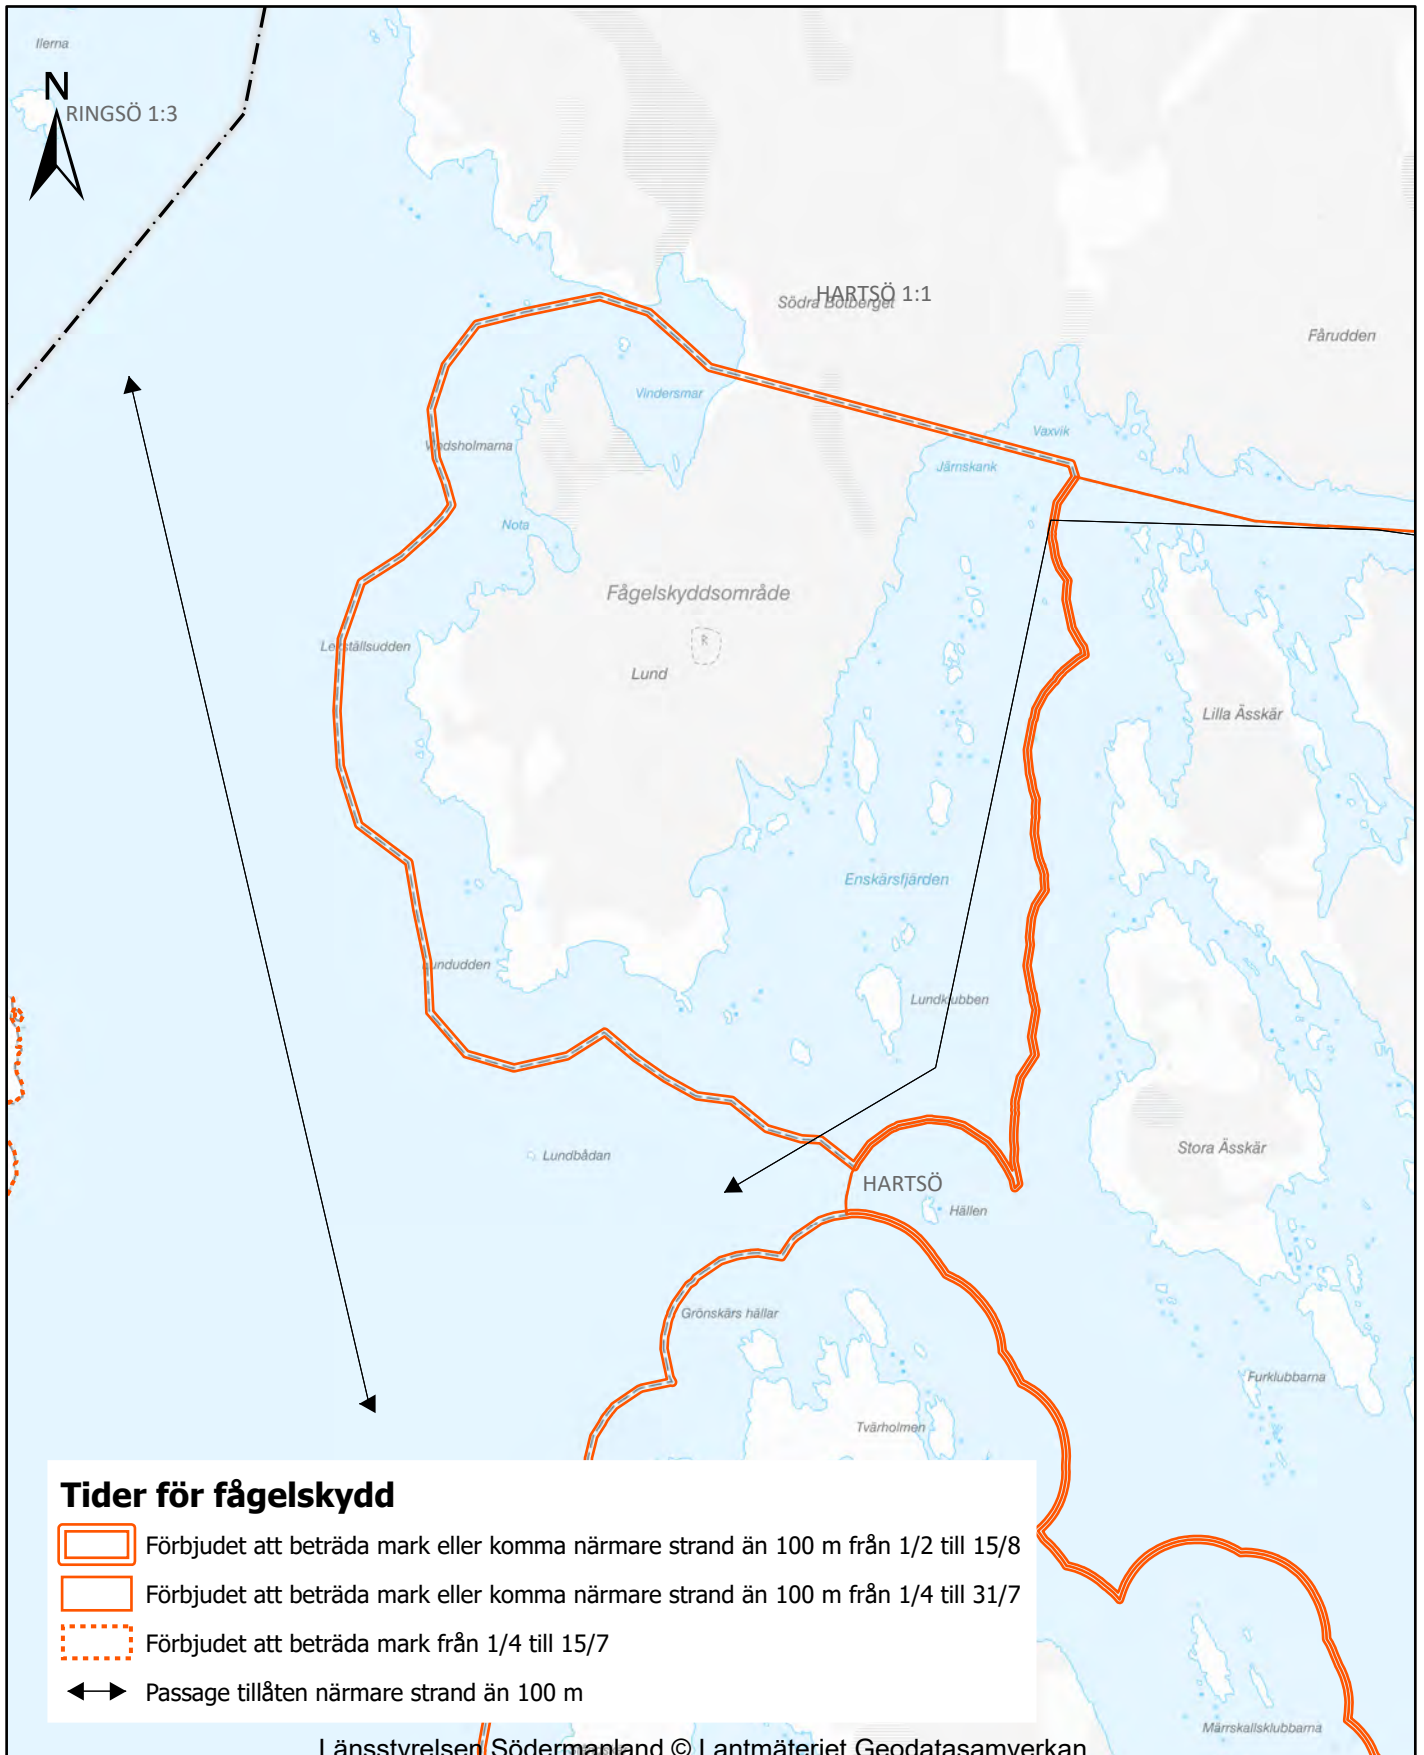 Ilerna
N
RINGSÖ 1:3
HARTSÖ 1:1
Södra Bötberget
Fårudden
Vindersmar
Vaxvik
Vindsholmarna
Järnskank
Nota
Fågelskyddsområde
R
Lekställsudden
Lund
Lilla Ässkär
Enskärsfjärden
Lundudden
Lundklubben
Stora Ässkär
Lundbådan
HARTSÖ
Hällen
Grönskärs hällar
Furklubbarna
Tvärholmen
Tider för fågelskydd
Förbjudet att beträda mark eller komma närmare strand än 100 m från 1/2 till 15/8
Förbjudet att beträda mark eller komma närmare strand än 100 m från 1/4 till 31/7
Förbjudet att beträda mark från 1/4 till 15/7
Passage tillåten närmare strand än 100 m
Märrskallsklubbarna
Länsstyrelsen Södermanland © Lantmäteriet Geodatasamverkan